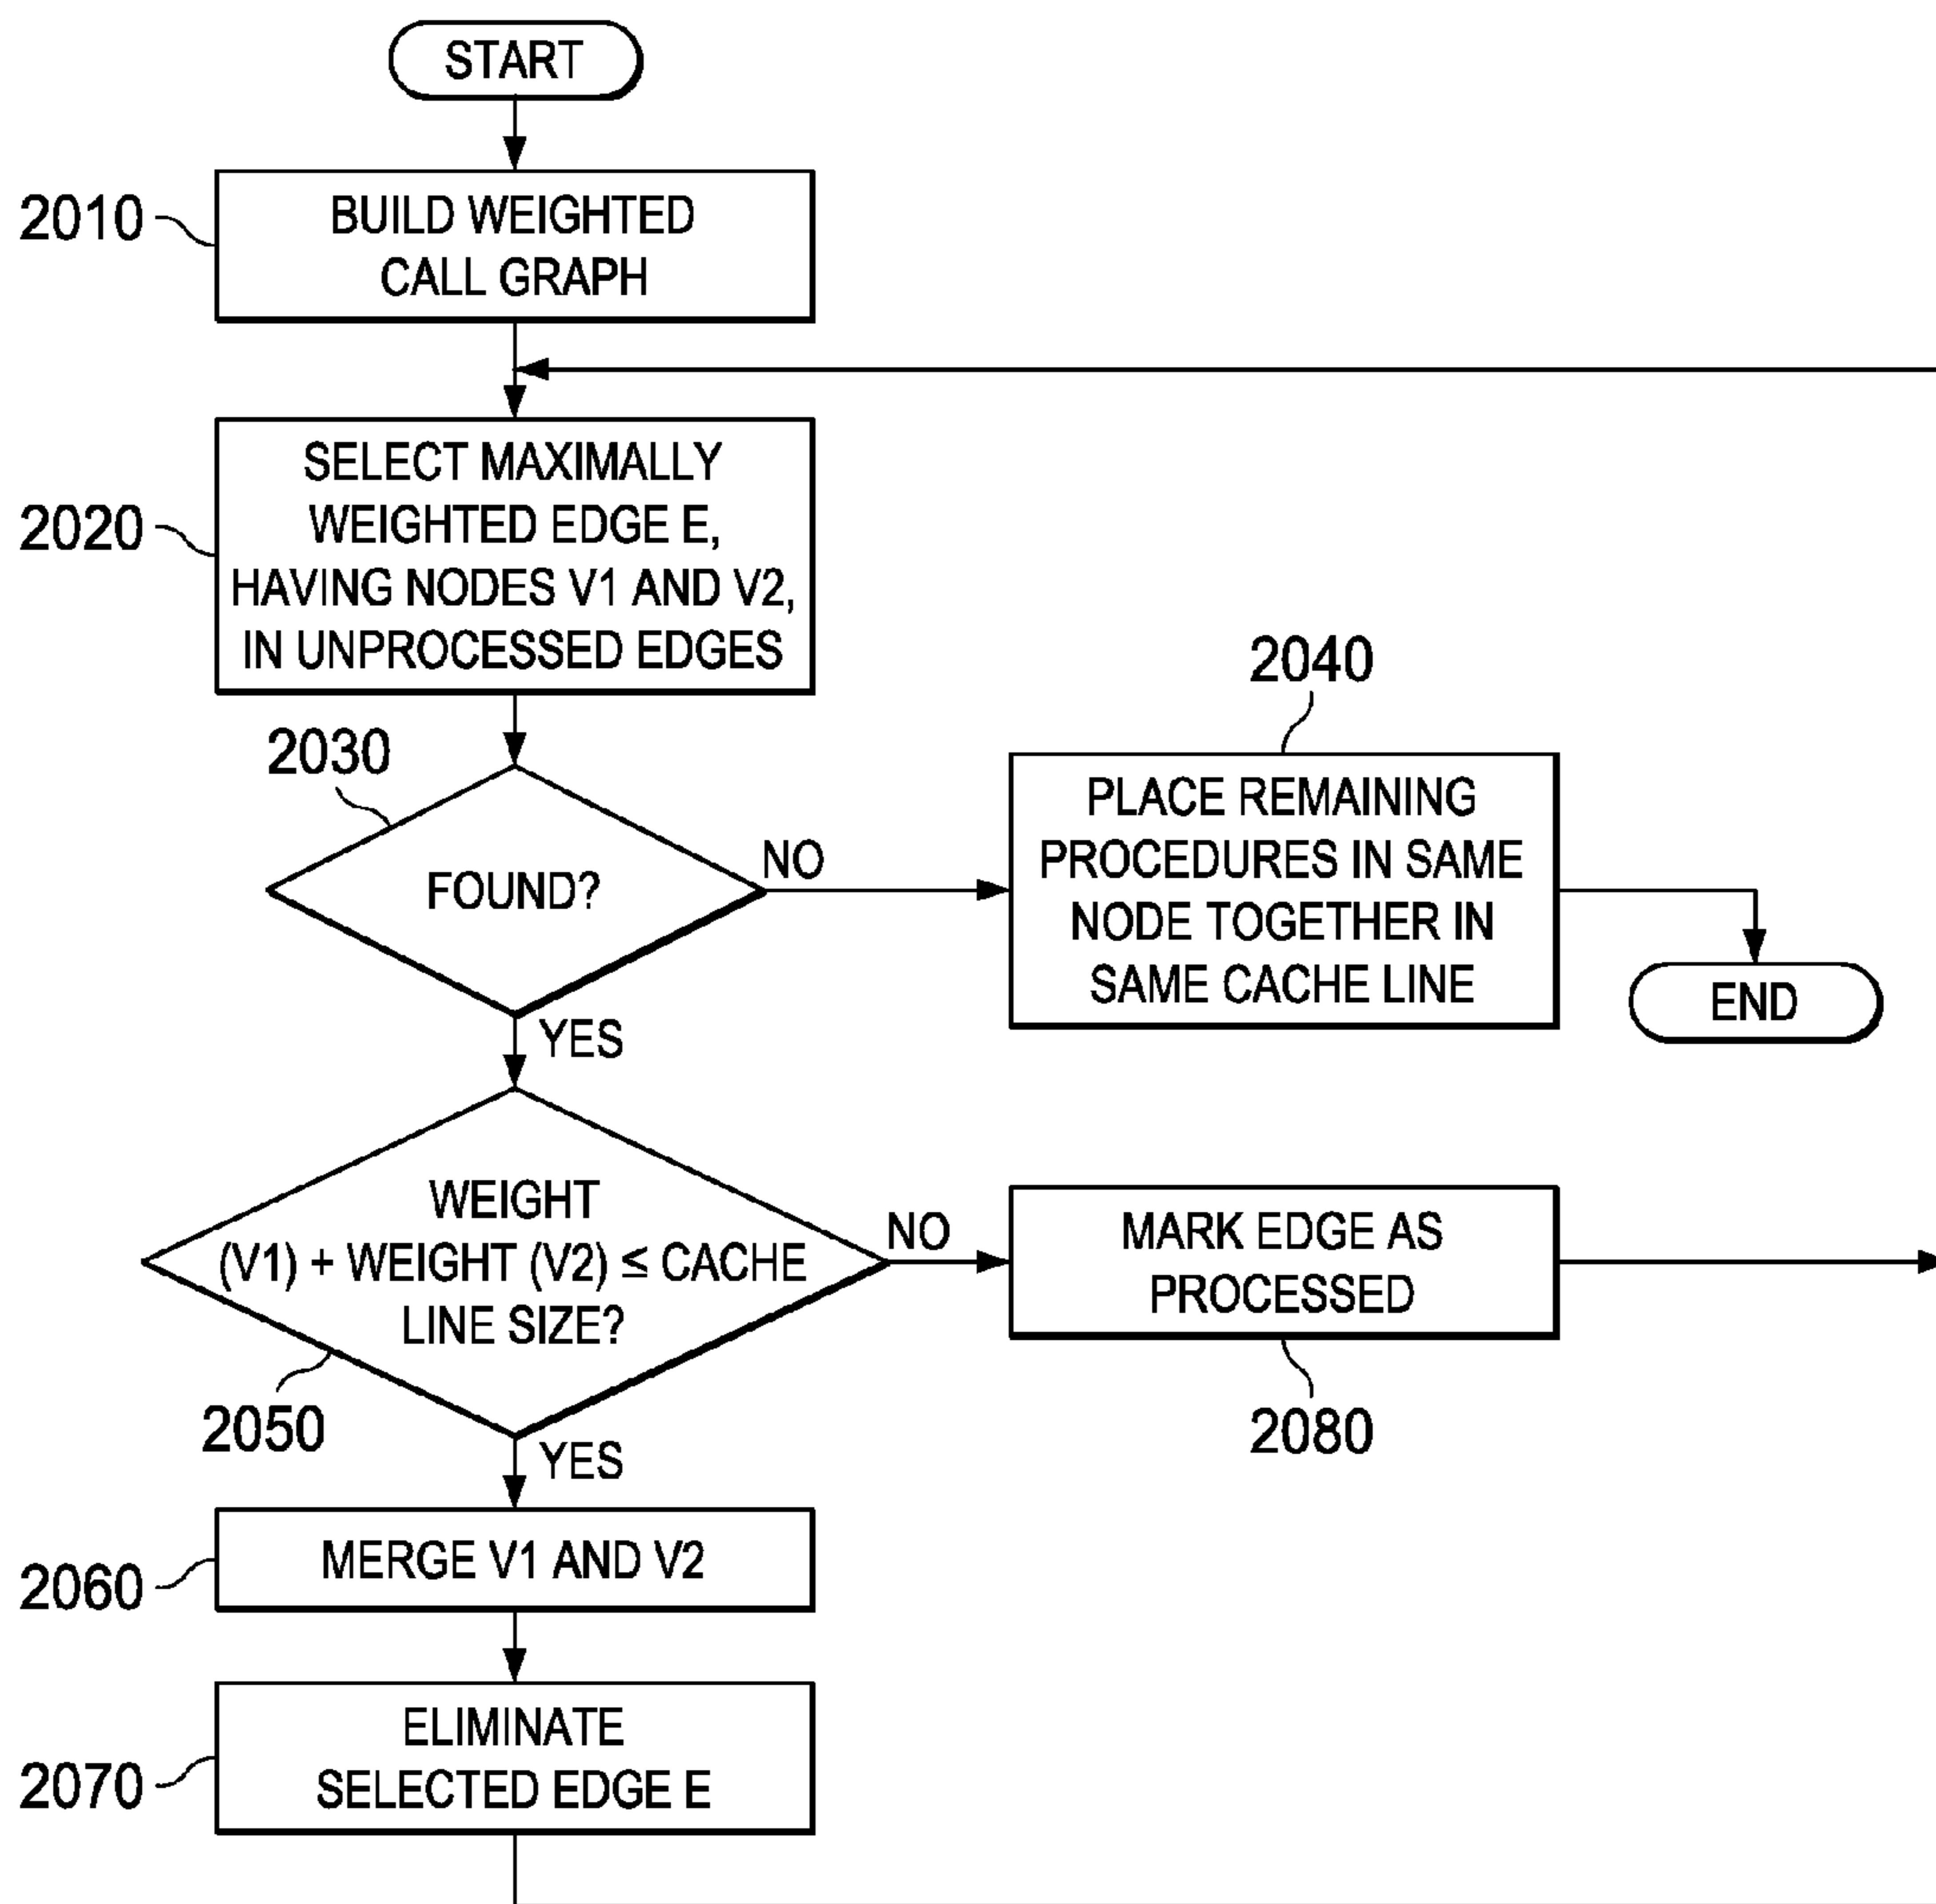 START
2010
BUILD WEIGHTED
CALL GRAPH
2020
SELECT MAXIMALLY
WEIGHTED EDGE E,
HAVING NODES V1 AND V2,
IN UNPROCESSED EDGES
2030
FOUND?
NO
2040
PLACE REMAINING
PROCEDURES IN SAME
NODE TOGETHER IN
SAME CACHE LINE
END
YES
WEIGHT
(V1) + WEIGHT (V2) ≤ CACHE
LINE SIZE?
2050
NO
MARK EDGE AS
PROCESSED
2080
YES
2060
MERGE V1 AND V2
2070
ELIMINATE
SELECTED EDGE E